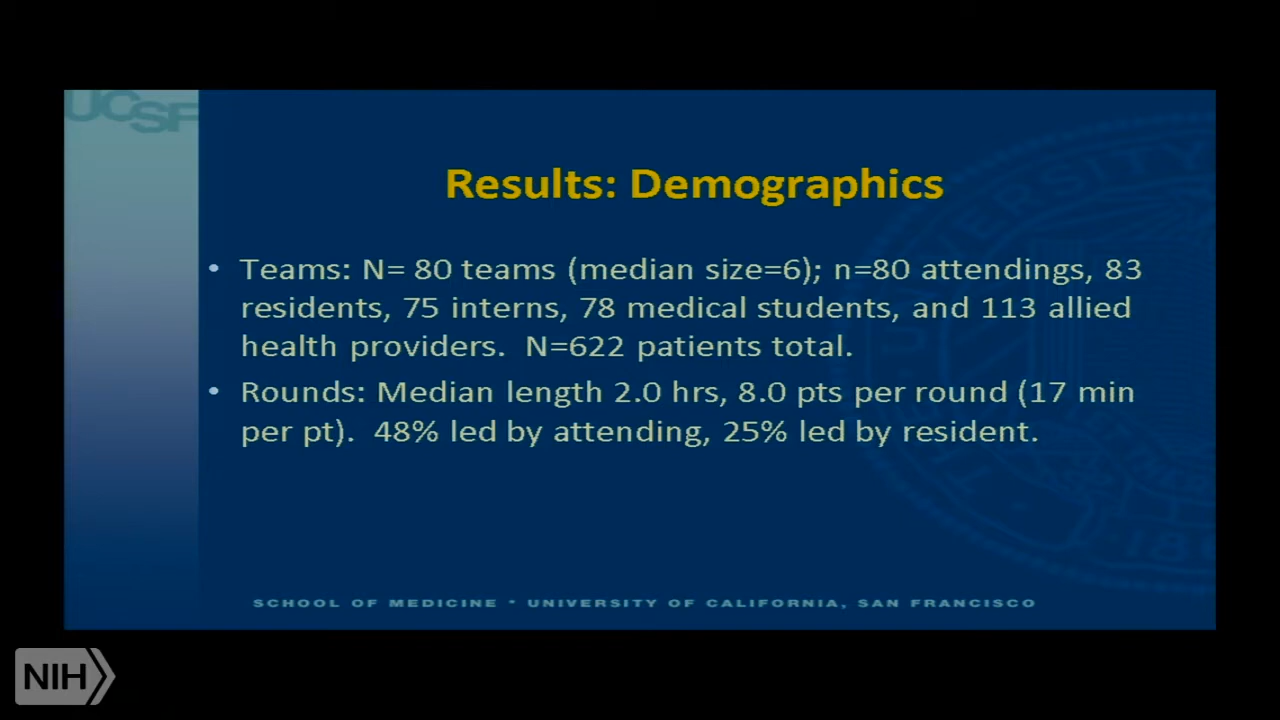 UCSF
Results: Demographics
• Teams: N= 80 teams (median size=6); n=80 attendings, 83
residents, 75 interns, 78 medical students, and 113 allied
health providers. N=622 patients total.
• Rounds: Median length 2.0 hrs, 8.0 pts per round (17 min
per pt). 48% led by attending, 25% led by resident.
SCHOOL OF MEDICINE • UNIVERSITY OF CALIFORNIA, SAN FRANCISCO
NIH